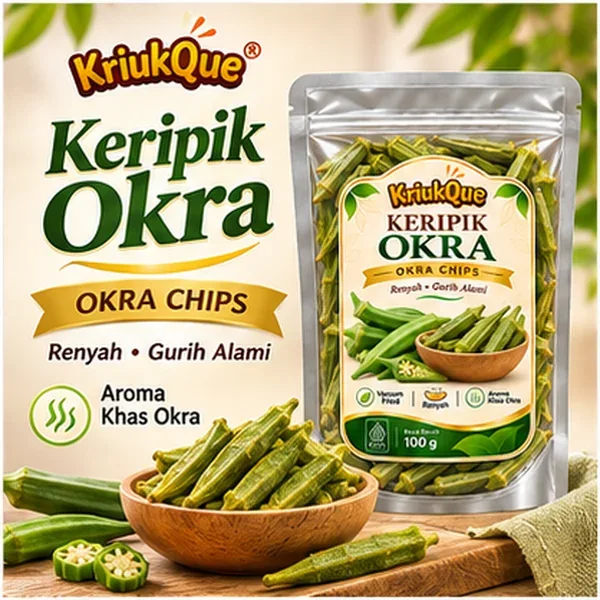 KriukQue®
Keripik
Okra
OKRA CHIPS
Renyah • Gurih Alami
Aroma
Khas Okra
KriukQue
KERIPIK
OKRA
OKRA CHIPS
Renyah • Gurih Alami
Renyah
Aroma
100 g